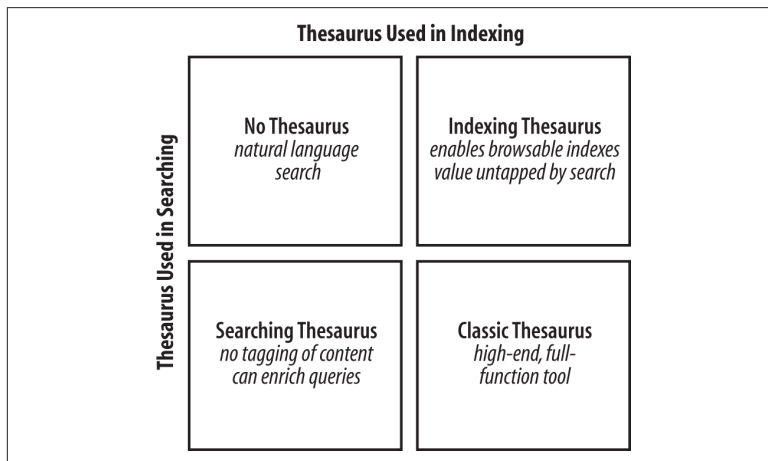 Thesaurus Used in Indexing
Thesaurus Used in Searching
No Thesaurus
natural language
search
Indexing Thesaurus
enables browsable indexes
value untapped by search
Searching Thesaurus
no tagging of content
can enrich queries
Classic Thesaurus
high-end, full-
function tool